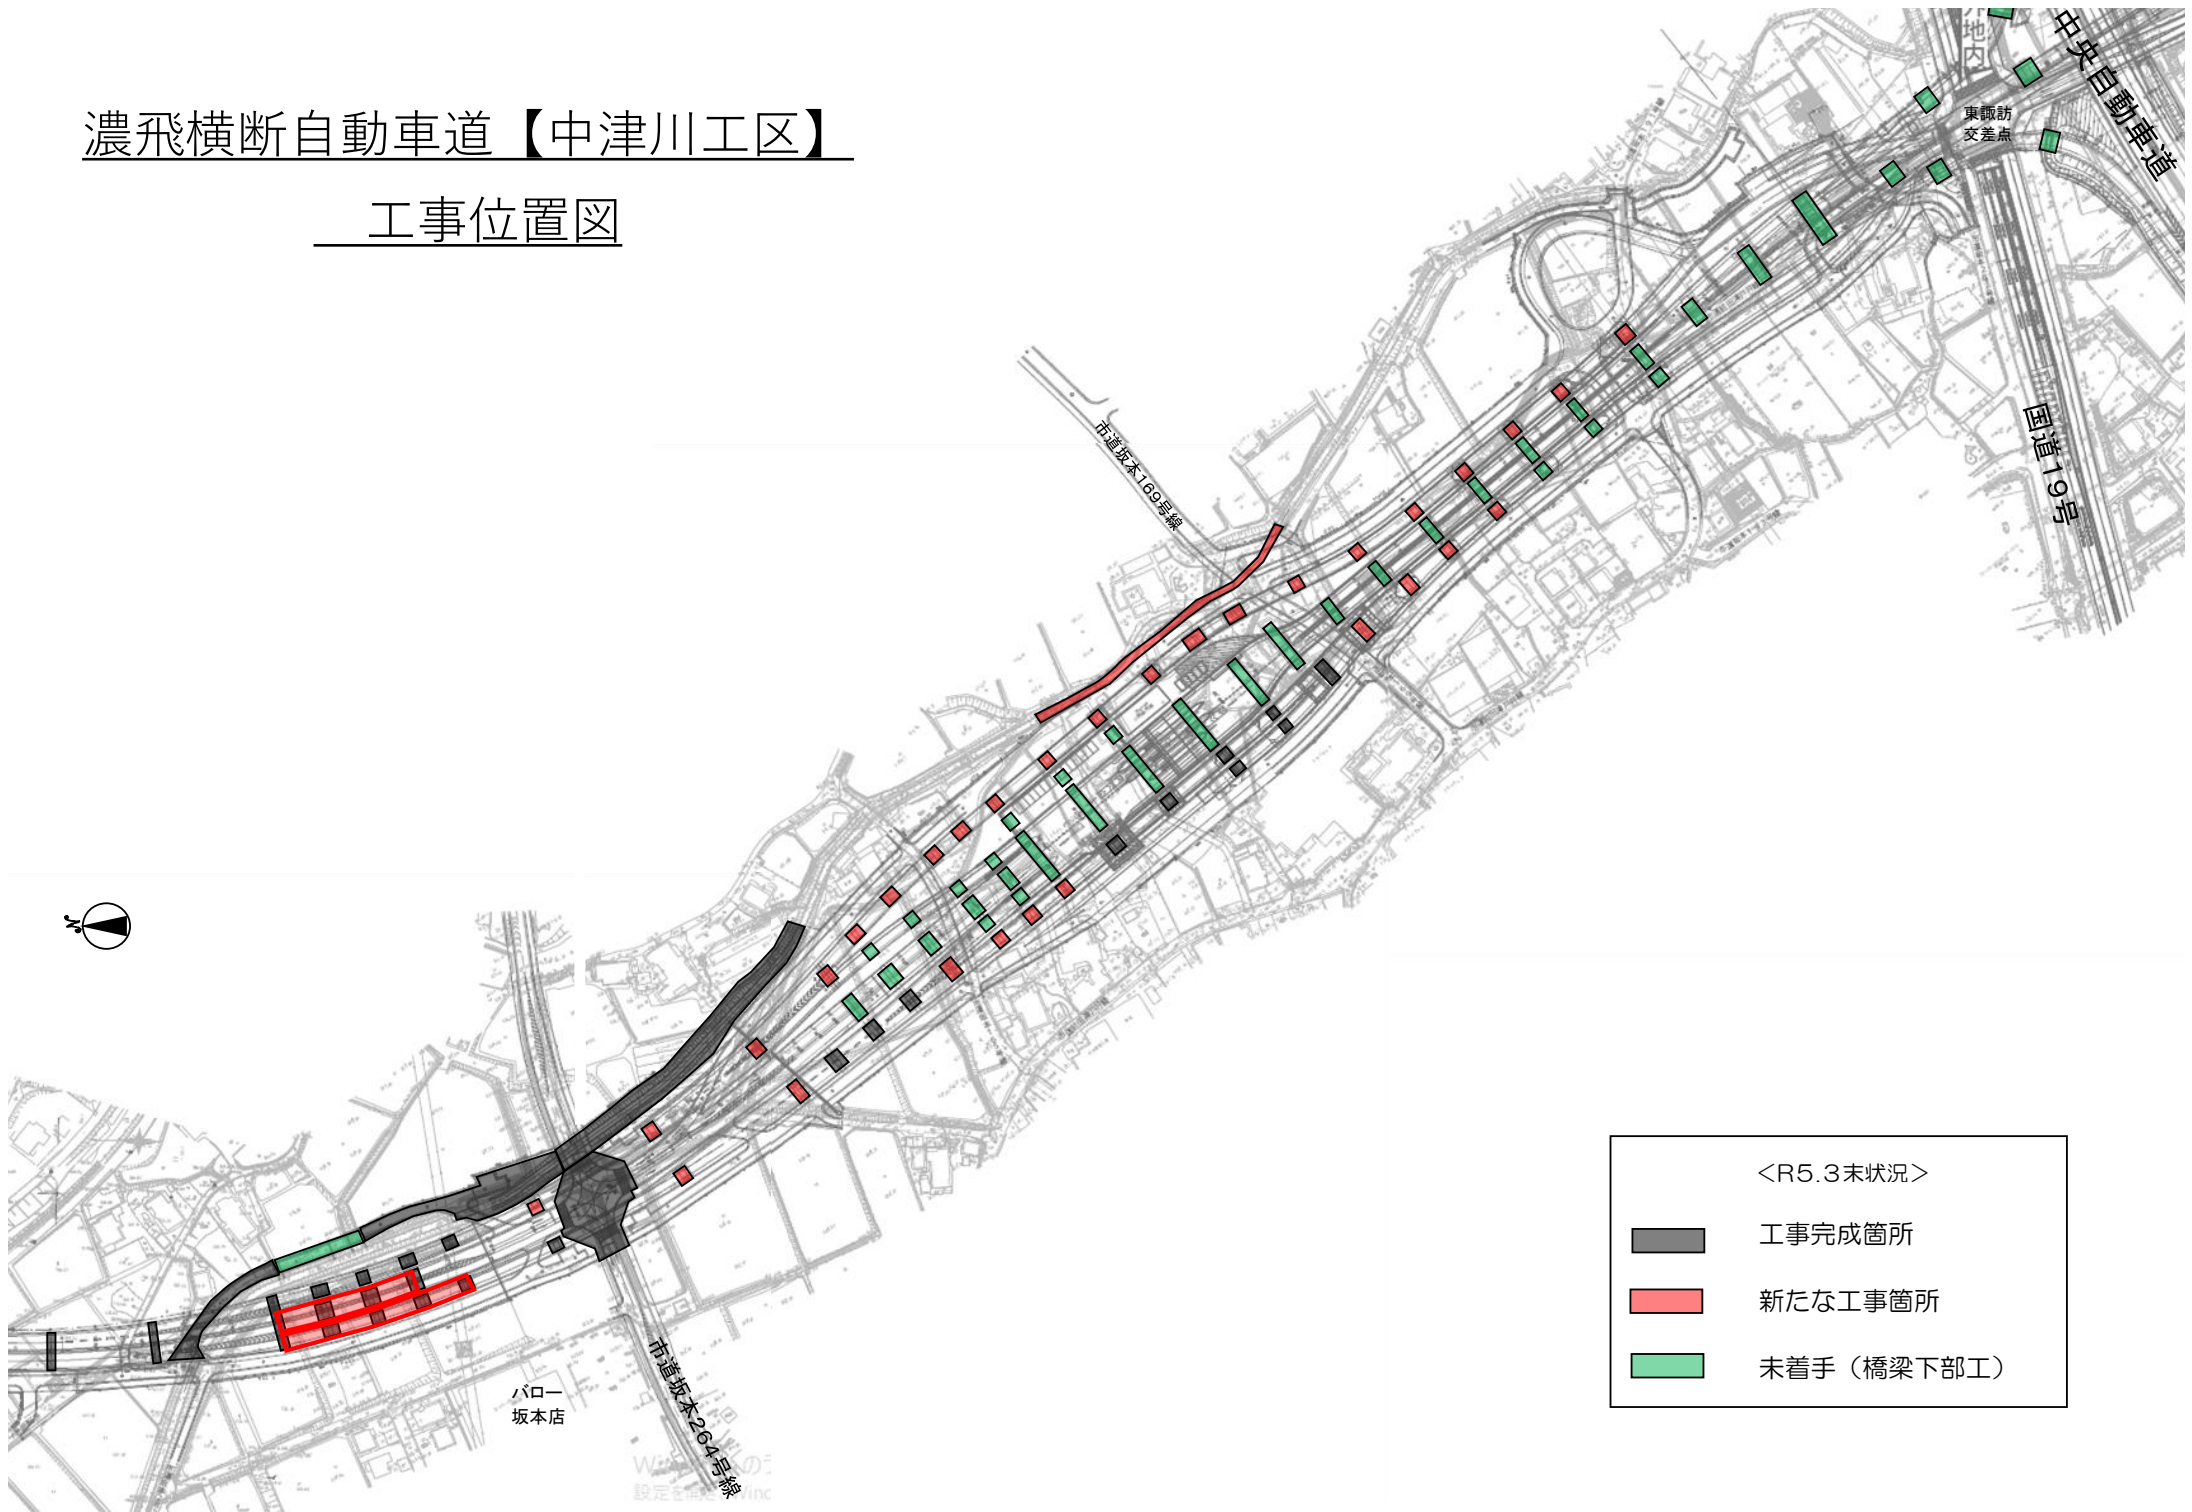 濃飛横断自動車道【中津川工区】
工事位置図
地内
東諏訪
交差点
中央自動車道
国道19号
市道坂本169号線
N
バロー
坂本店
市道坂本264号線
<R5.3末状況>
工事完成箇所
新たな工事箇所
未着手（橋梁下部工）